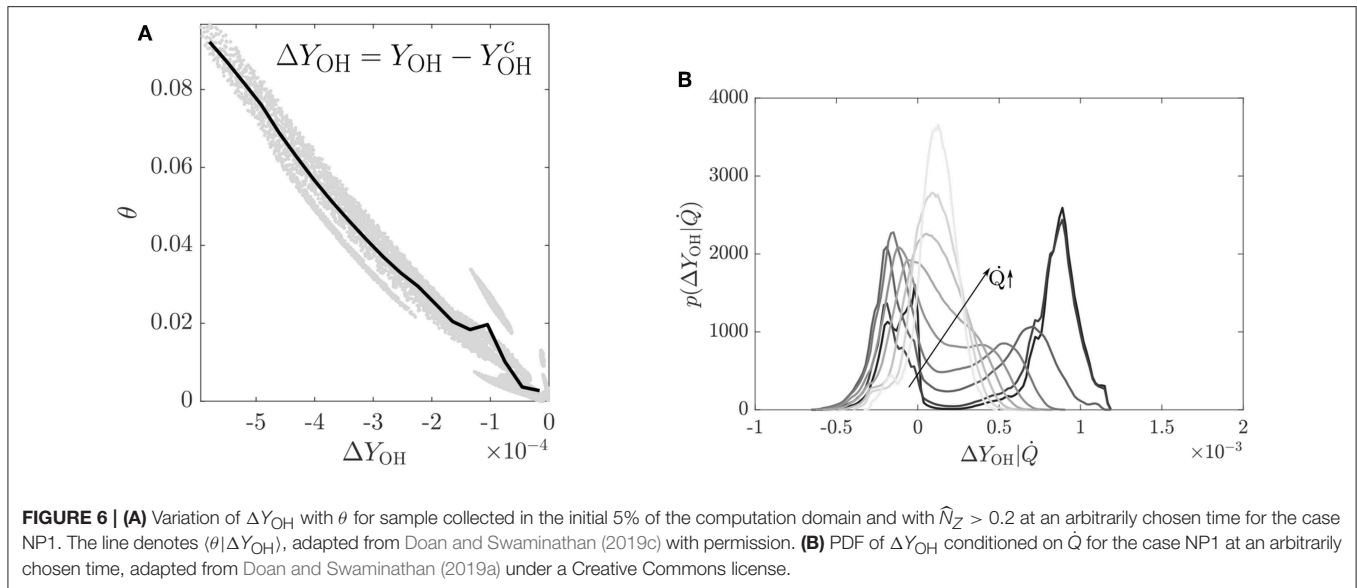 A
ΔY_OH = Y_OH − Y^c_OH
0.08
0.06
0.04
0.02
0
θ
-5 -4 -3 -2 -1 0
ΔY_OH ×10⁻⁴
B
4000
3000
2000
1000
0
p(ΔY_OH|Q̇)
Q̇↑
-1 -0.5 0 0.5 1 1.5 2
ΔY_OH|Q̇ ×10⁻³
FIGURE 6 | (A) Variation of ΔY_OH with θ for sample collected in the initial 5% of the computation domain and with N̂_Z > 0.2 at an arbitrarily chosen time for the case
NP1. The line denotes ⟨θ|ΔY_OH⟩, adapted from Doan and Swaminathan (2019c) with permission. (B) PDF of ΔY_OH conditioned on Q̇ for the case NP1 at an arbitrarily
chosen time, adapted from Doan and Swaminathan (2019a) under a Creative Commons license.